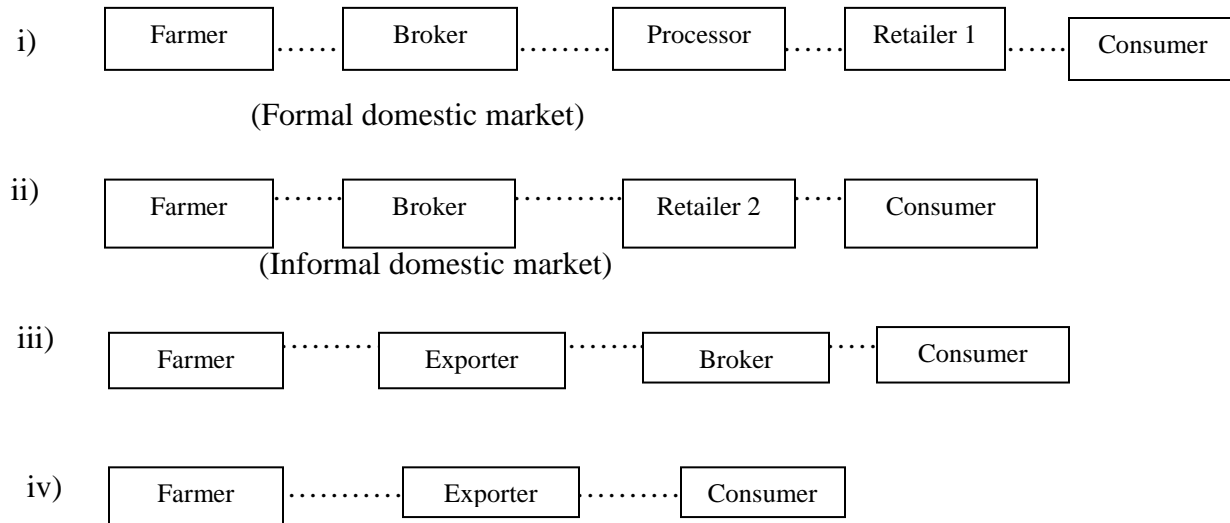 i) Farmer ...... Broker ......... Processor ...... Retailer 1 ...... Consumer
(Formal domestic market)
ii) Farmer ....... Broker ........... Retailer 2 ..... Consumer
(Informal domestic market)
iii) Farmer ......... Exporter ....... Broker ..... Consumer
iv) Farmer ........... Exporter ......... Consumer